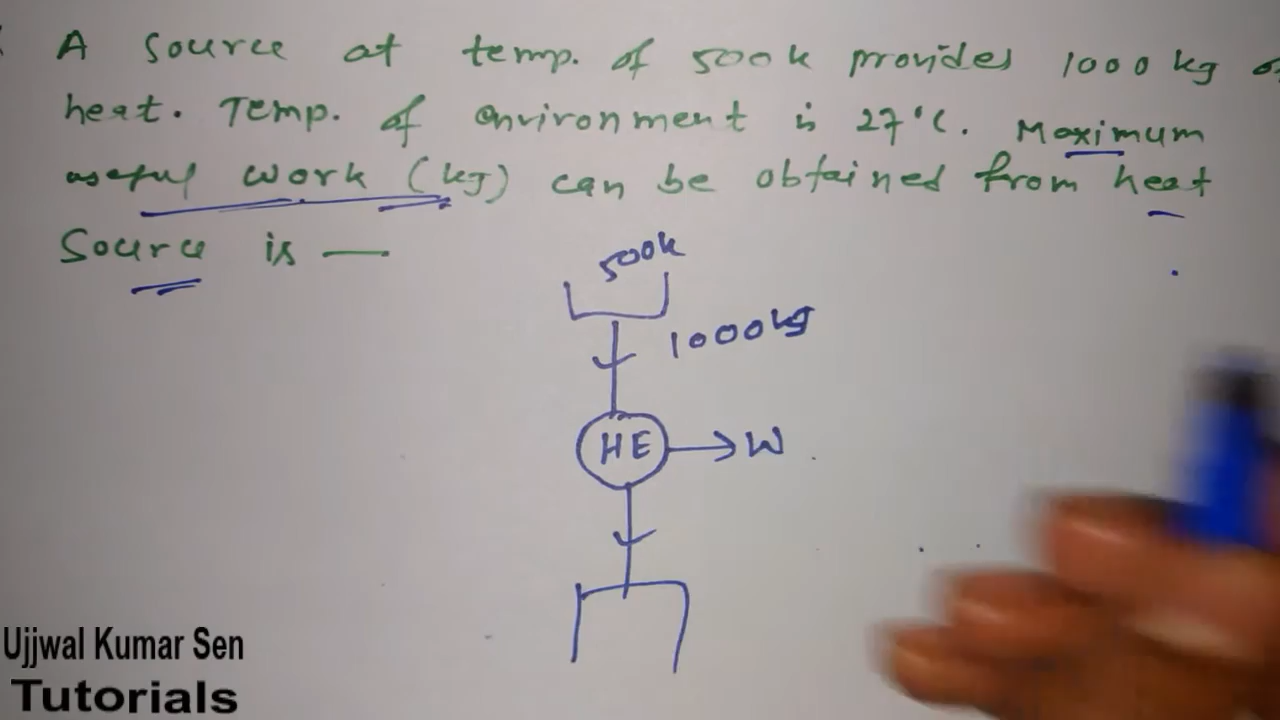 A source at temp. of 500k provides 1000 kJ of
heat. Temp. of environment is 27°C. Maximum
useful work (kJ) can be obtained from heat
source is —
500k
1000kJ
HE
W
Ujjwal Kumar Sen
Tutorials